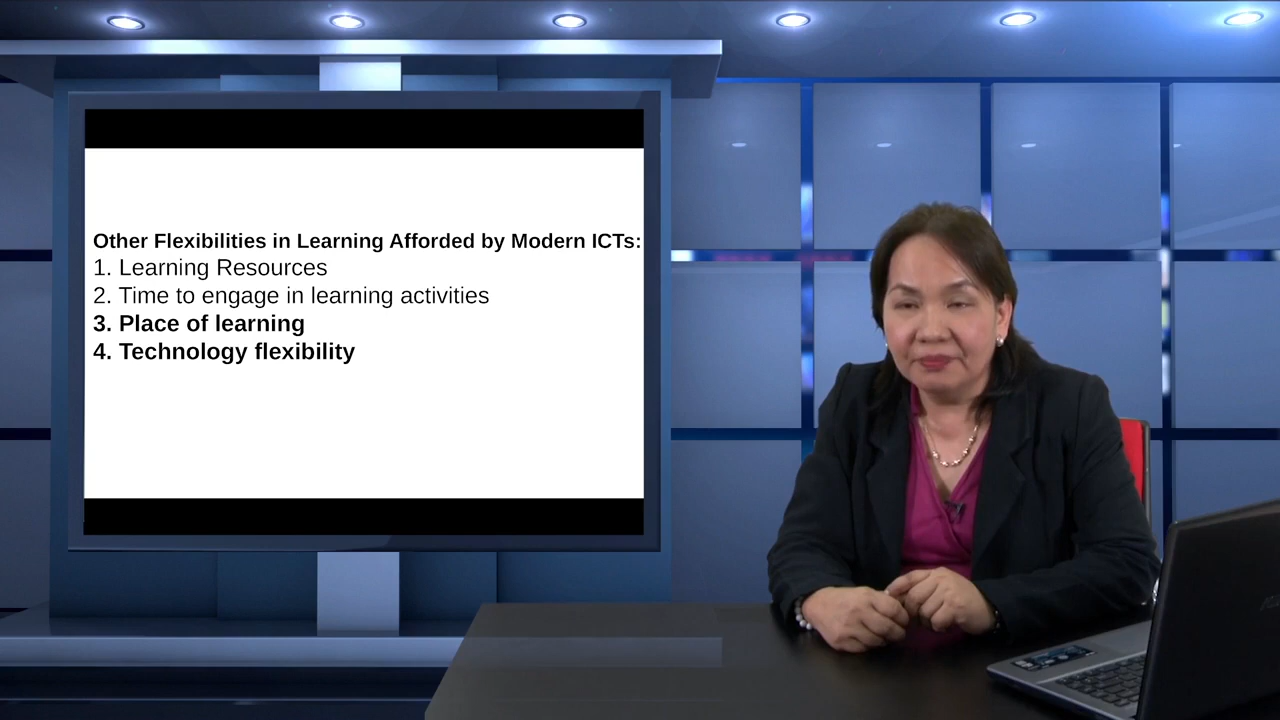 Other Flexibilities in Learning Afforded by Modern ICTs:
1. Learning Resources
2. Time to engage in learning activities
3. Place of learning
4. Technology flexibility